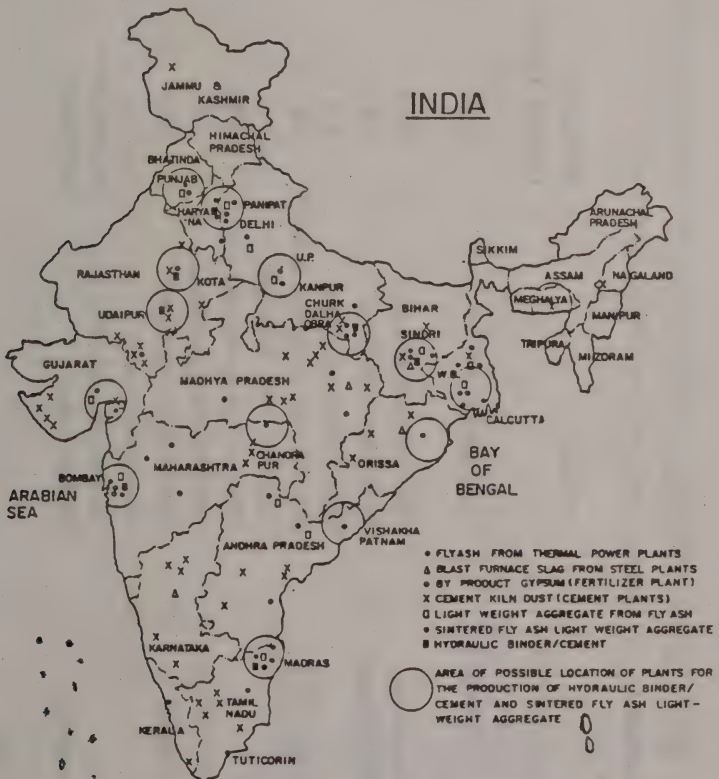 INDIA
JAMMU &
KASHMIR
HIMACHAL
PRADESH
BHATINDA
PUNJAB
HARYA
NA
PANIPAT
DELHI
ARUNACHAL
PRADESH
SIKKIM
RAJASTHAN
KOTA
U.P.
KANPUR
ASSAM
NAGALAND
UDAIPUR
CHURK
DALHA
OBRA
BIHAR
MEGHALYA
MANIPUR
SINDRI
TRIPURA
MIZORAM
GUJARAT
W.B.
MADHYA PRADESH
CALCUTTA
BOMBAY
MAHARASHTRA
CHANDRA
PUR
ORISSA
BAY
OF
BENGAL
ARABIAN
SEA
ANDHRA PRADESH
VISHAKHA
PATNAM
FLYASH FROM THERMAL POWER PLANTS
BLAST FURNACE SLAG FROM STEEL PLANTS
BY PRODUCT GYPSUM (FERTILIZER PLANT)
X CEMENT KILN DUST (CEMENT PLANTS)
LIGHT WEIGHT AGGREGATE FROM FLY ASH
SINTERED FLY ASH LIGHT WEIGHT AGGREGATE
HYDRAULIC BINDER/CEMENT
AREA OF POSSIBLE LOCATION OF PLANTS FOR
THE PRODUCTION OF HYDRAULIC BINDER/
CEMENT AND SINTERED FLY ASH LIGHT-
WEIGHT AGGREGATE
KARNATAKA
MADRAS
TAMIL
NADU
KERALA
TUTICORIN